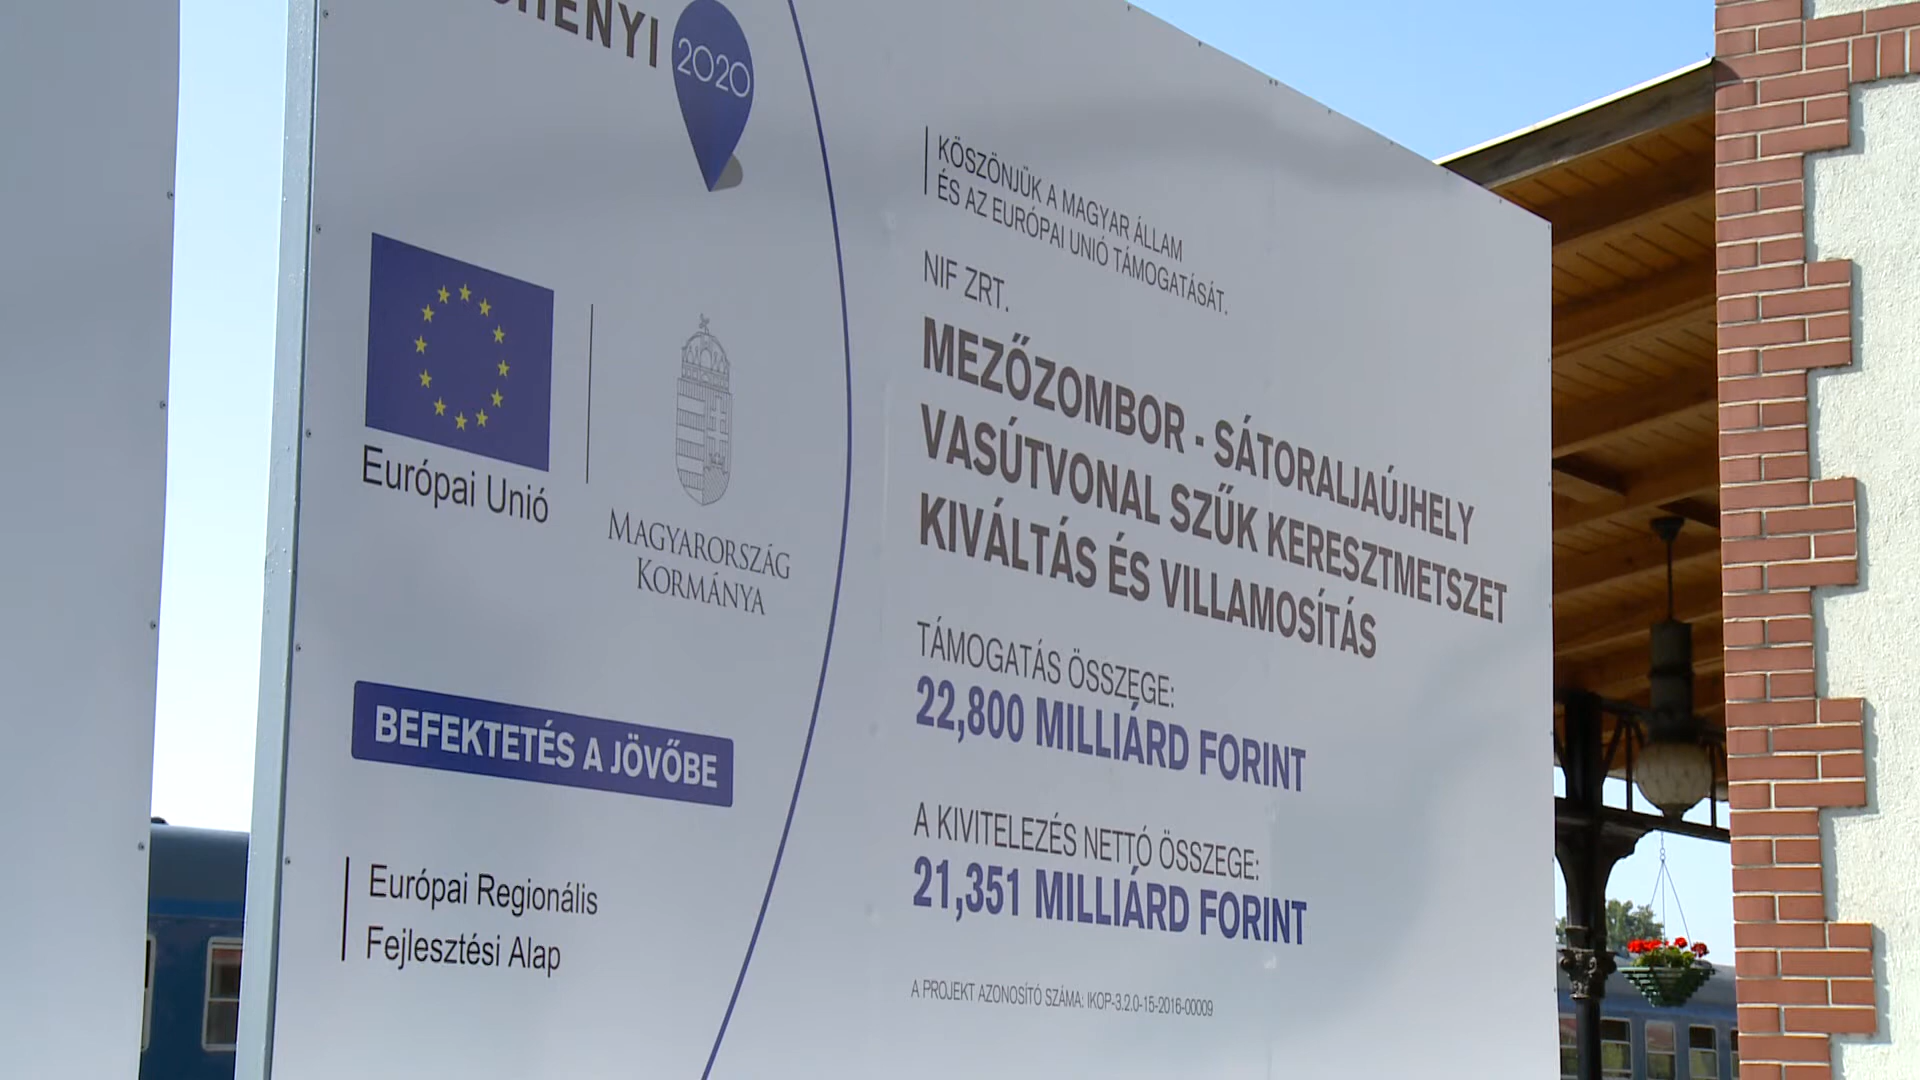 2020
Európai Unió
MAGYARORSZÁG
KORMÁNYA
BEFEKTETÉS A JÖVŐBE
Európai Regionális
Fejlesztési Alap
KÖSZÖNJÜK A MAGYAR ÁLLAM
ÉS AZ EURÓPAI UNIÓ TÁMOGATÁSÁT.
NIF ZRT.
MEZŐZOMBOR - SÁTORALJAÚJHELY
VASÚTVONAL SZŰK KERESZTMETSZET
KIVÁLTÁS ÉS VILLAMOSÍTÁS
TÁMOGATÁS ÖSSZEGE:
22,800 MILLIÁRD FORINT
A KIVITELEZÉS NETTÓ ÖSSZEGE:
21,351 MILLIÁRD FORINT
A PROJEKT AZONOSÍTÓ SZÁMA: IKOP-3.2.0-15-2016-00009